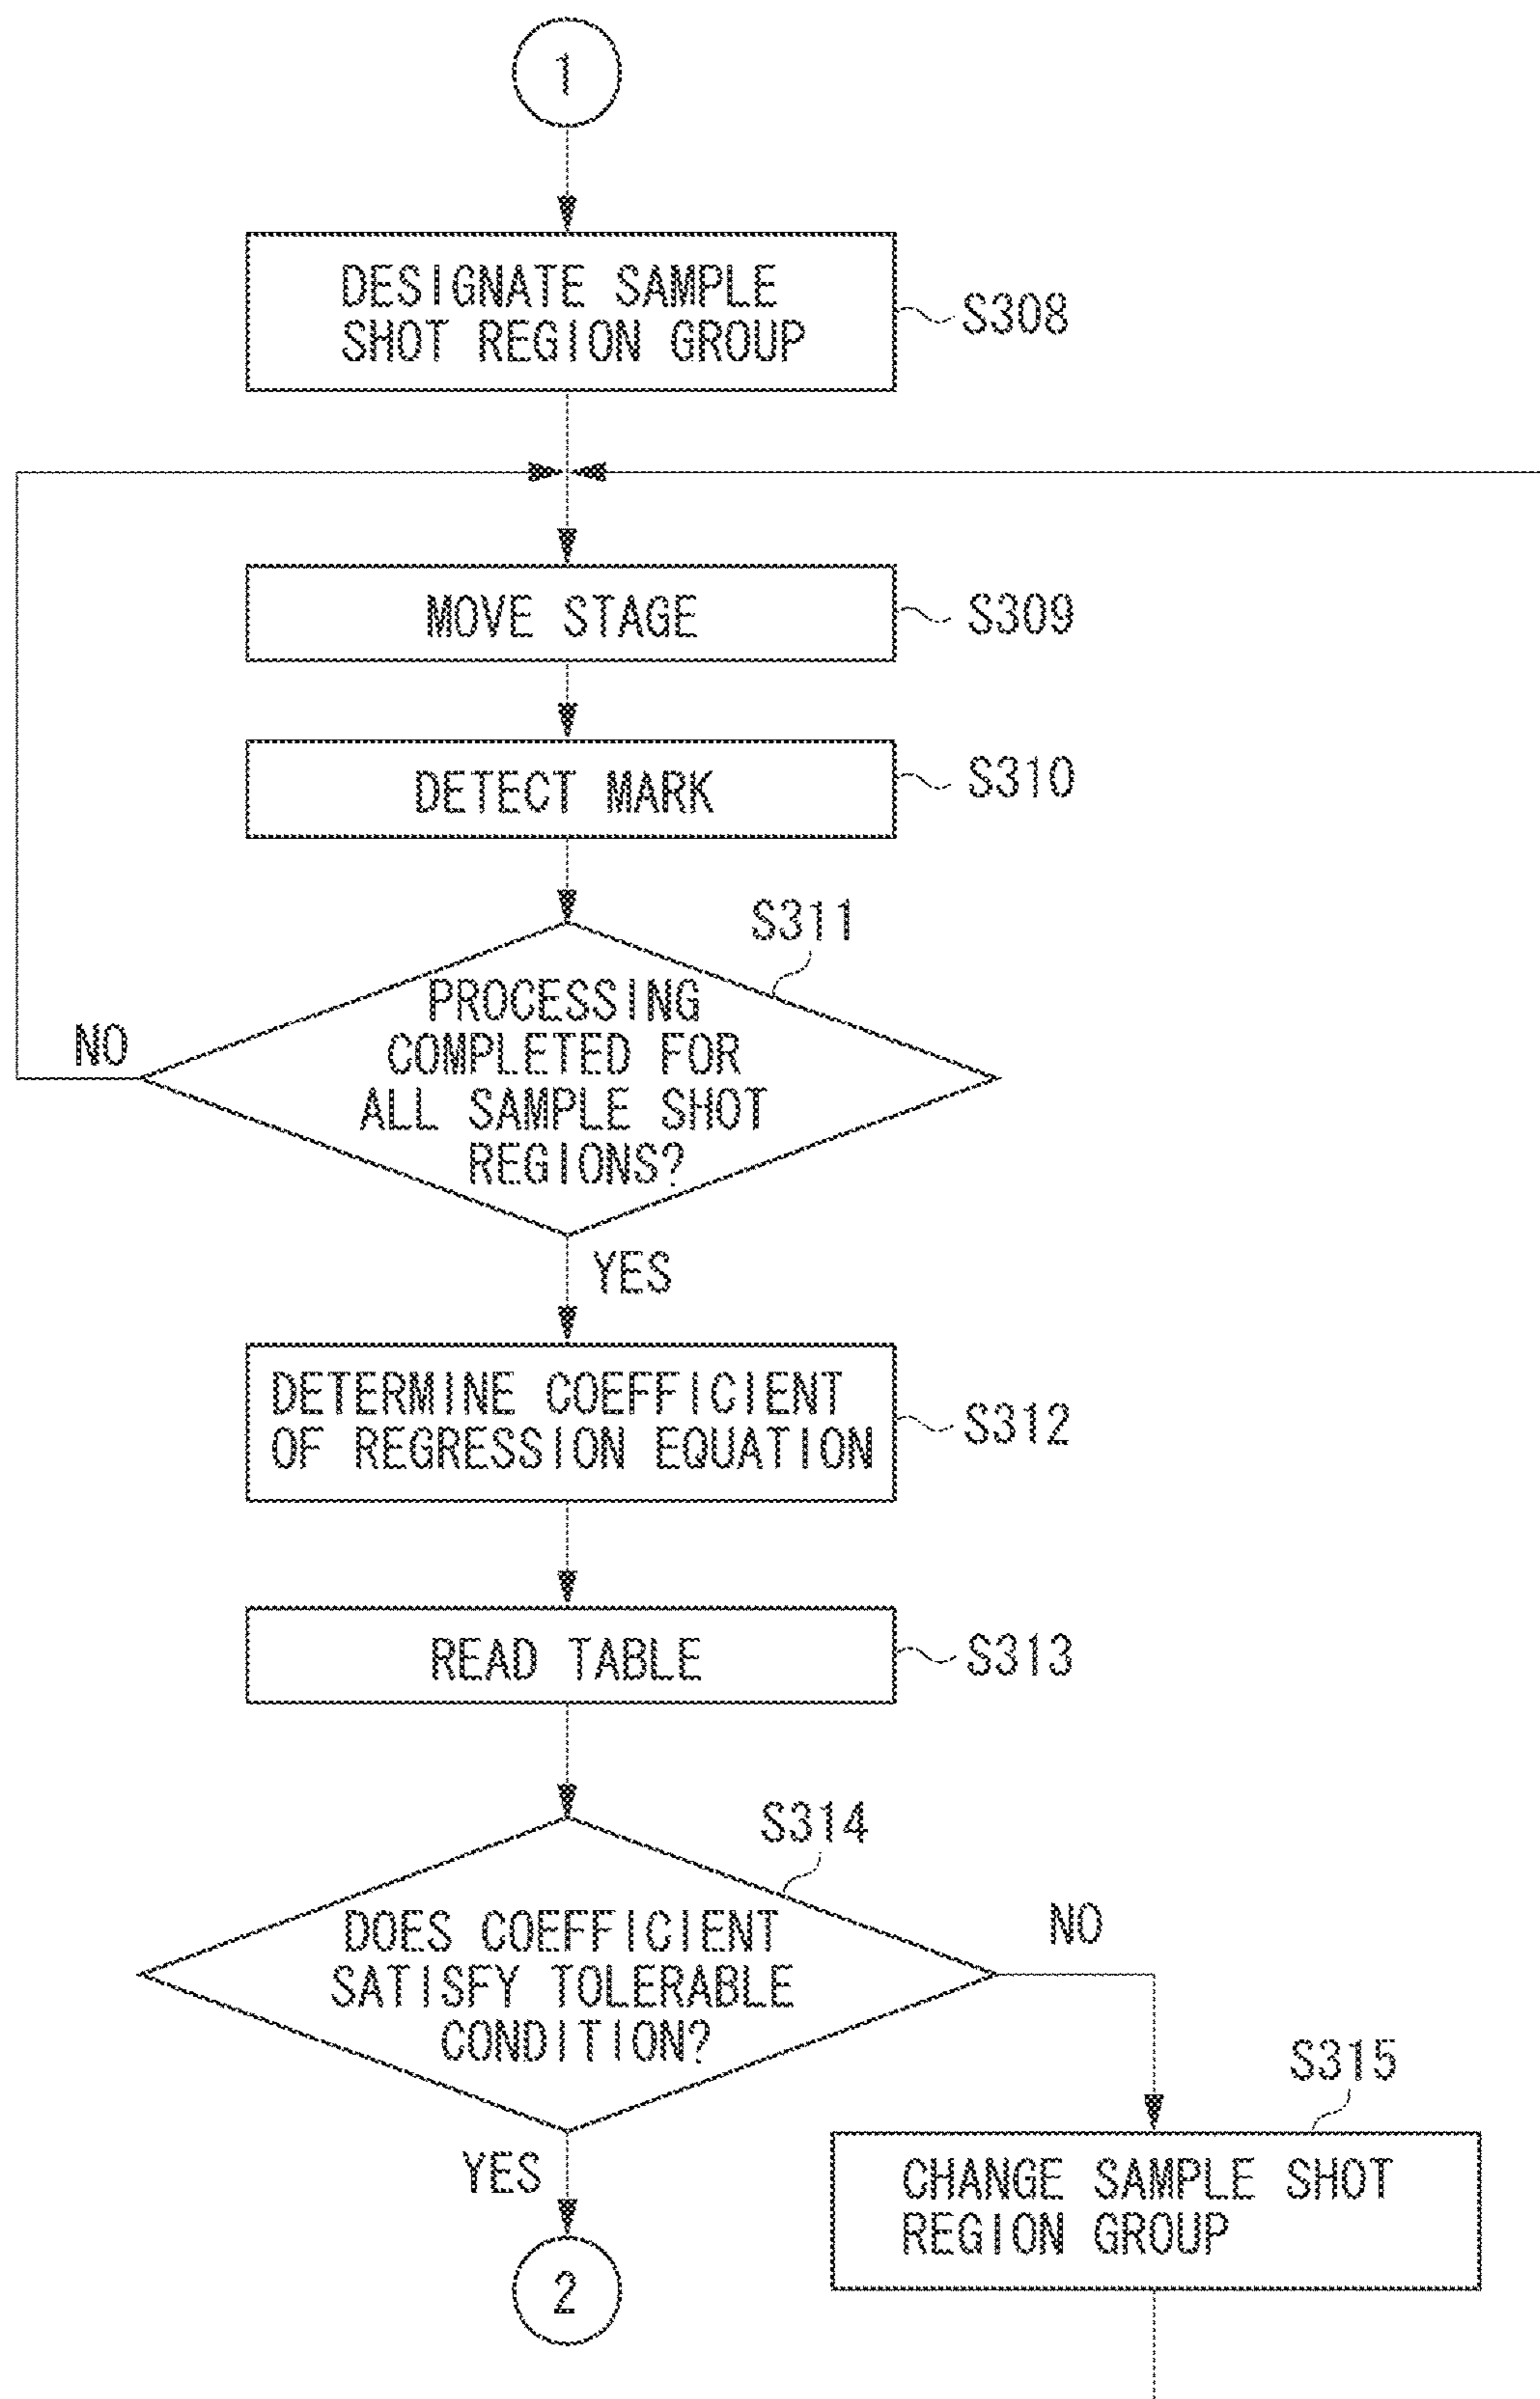 1
DESIGNATE SAMPLE
SHOT REGION GROUP
S308
MOVE STAGE
S309
DETECT MARK
S310
S311
PROCESSING
COMPLETED FOR
ALL SAMPLE SHOT
REGIONS?
NO
YES
DETERMINE COEFFICIENT
OF REGRESSION EQUATION
S312
READ TABLE
S313
S314
DOES COEFFICIENT
SATISFY TOLERABLE
CONDITION?
NO
YES
S315
CHANGE SAMPLE SHOT
REGION GROUP
2